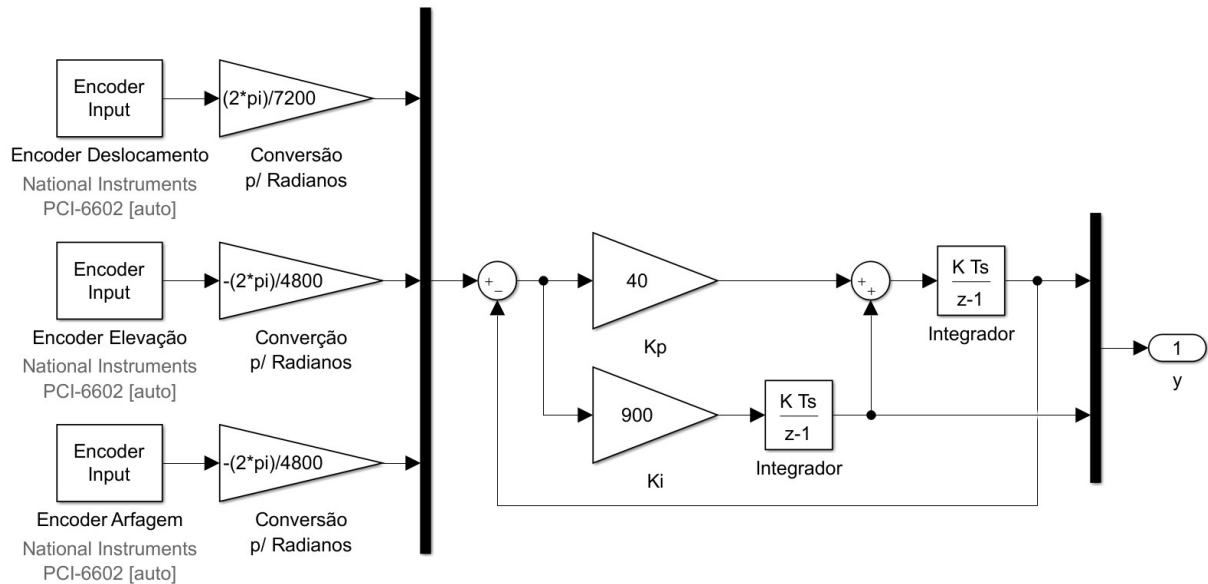 Encoder
Input
(2*pi)/7200
Encoder Deslocamento
National Instruments
PCI-6602 [auto]
Conversão
p/ Radianos
Encoder
Input
-(2*pi)/4800
Encoder Elevação
National Instruments
PCI-6602 [auto]
Converção
p/ Radianos
Encoder
Input
-(2*pi)/4800
Encoder Arfagem
National Instruments
PCI-6602 [auto]
Conversão
p/ Radianos
+
−
40
Kp
900
Ki
K Ts
z-1
Integrador
+
+
K Ts
z-1
Integrador
1
y